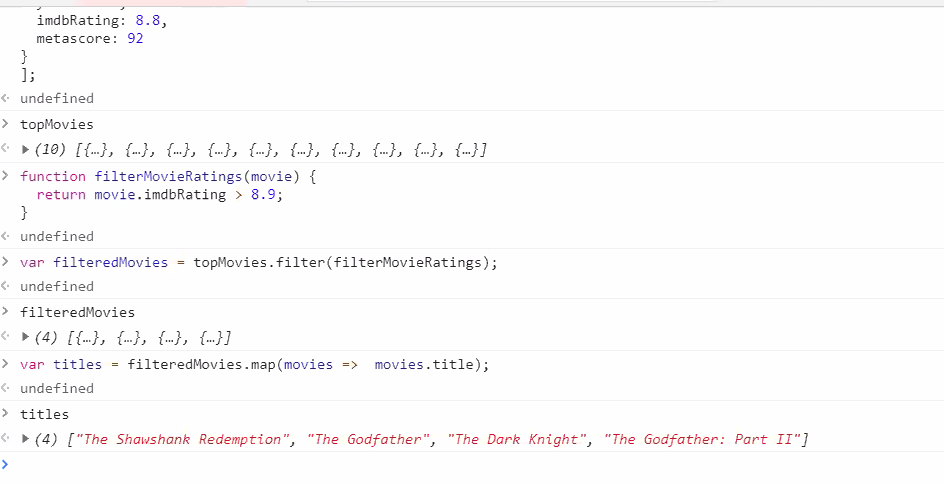 imdbRating: 8.8,
metascore: 92
}
];
undefined
topMovies
(10) [{…}, {…}, {…}, {…}, {…}, {…}, {…}, {…}, {…}, {…}]
function filterMovieRatings(movie) {
return movie.imdbRating > 8.9;
}
undefined
var filteredMovies = topMovies.filter(filterMovieRatings);
undefined
filteredMovies
(4) [{…}, {…}, {…}, {…}]
var titles = filteredMovies.map(movies =>  movies.title);
undefined
titles
(4) ["The Shawshank Redemption", "The Godfather", "The Dark Knight", "The Godfather: Part II"]